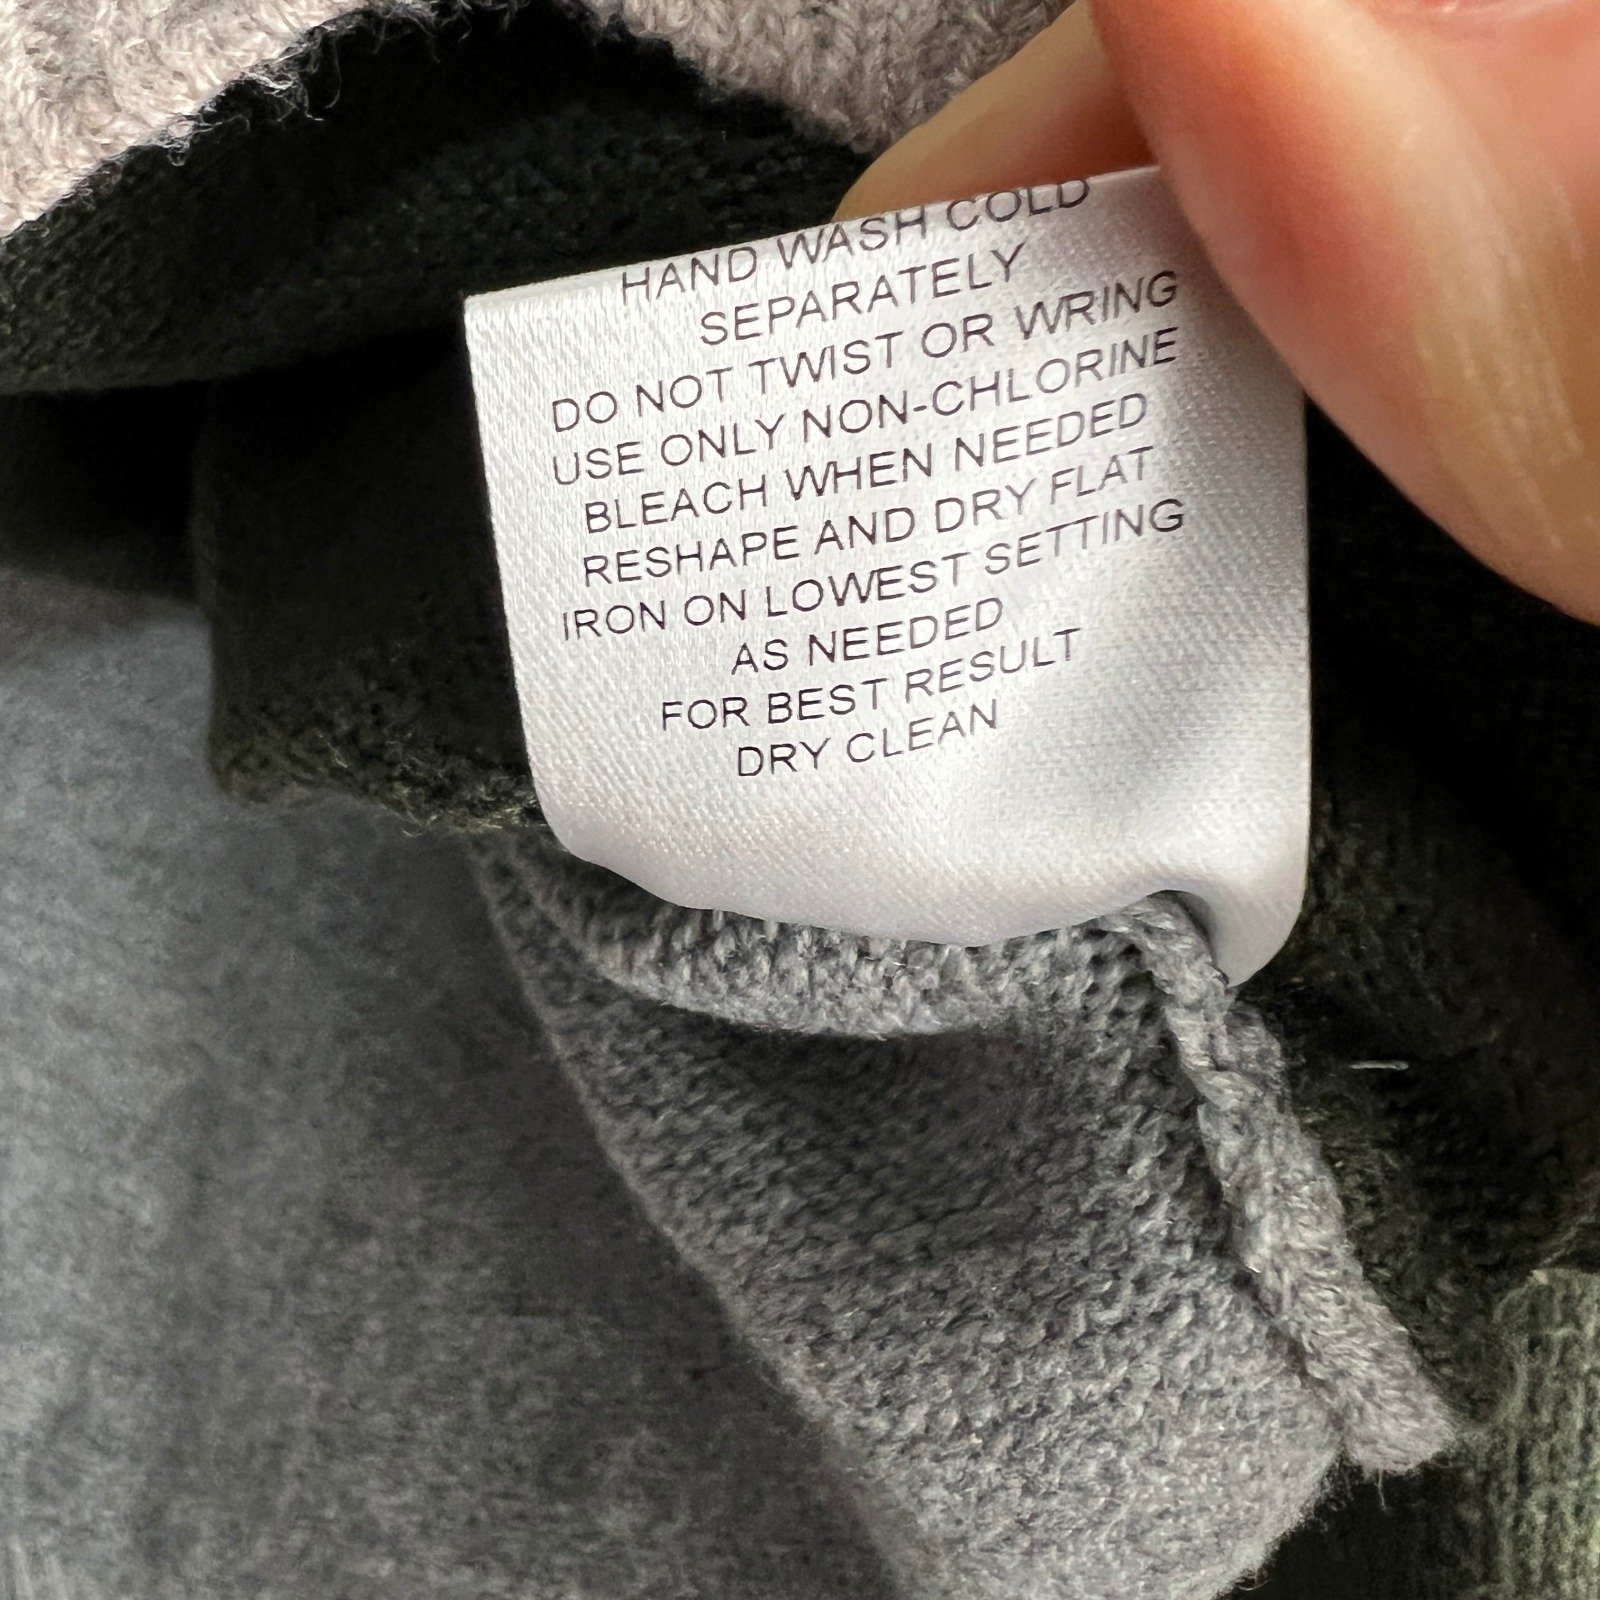 HAND WASH COLD
SEPARATELY
DO NOT TWIST OR WRING
USE ONLY NON-CHLORINE
BLEACH WHEN NEEDED
RESHAPE AND DRY FLAT
IRON ON LOWEST SETTING
AS NEEDED
FOR BEST RESULT
DRY CLEAN